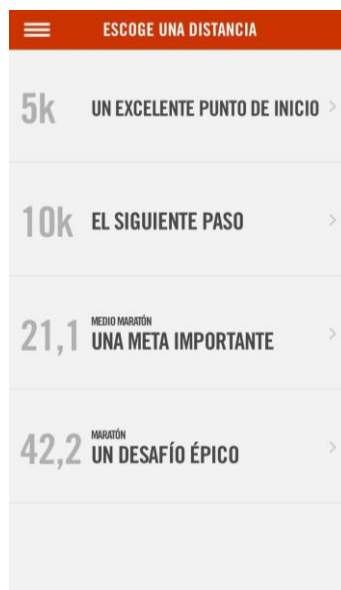 ESCOGE UNA DISTANCIA
5k UN EXCELENTE PUNTO DE INICIO
10k EL SIGUIENTE PASO
MEDIO MARATÓN
21,1 UNA META IMPORTANTE
MARATÓN
42,2 UN DESAFÍO ÉPICO